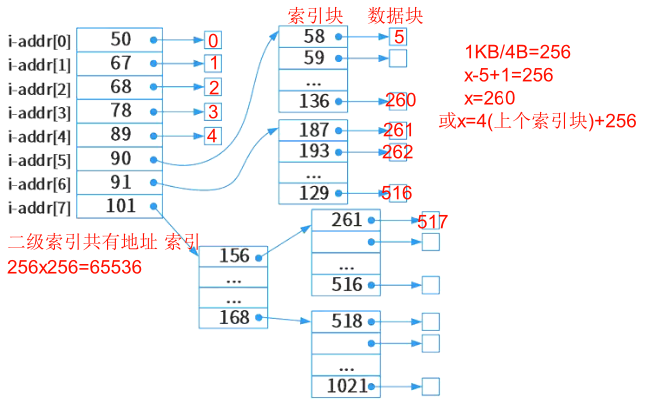 索引块 数据块
i-addr[0] 50 0 58 5
i-addr[1] 67 1 59
i-addr[2] 68 2 ...
i-addr[3] 78 3 136 260
i-addr[4] 89 4
i-addr[5] 90 187 261
i-addr[6] 91 193 262
i-addr[7] 101 ...
129 516
1KB/4B=256
x-5+1=256
x=260
或x=4(上个索引块)+256
二级索引共有地址 索引
256x256=65536
156
...
...
168
261 517
...
516
518
...
1021